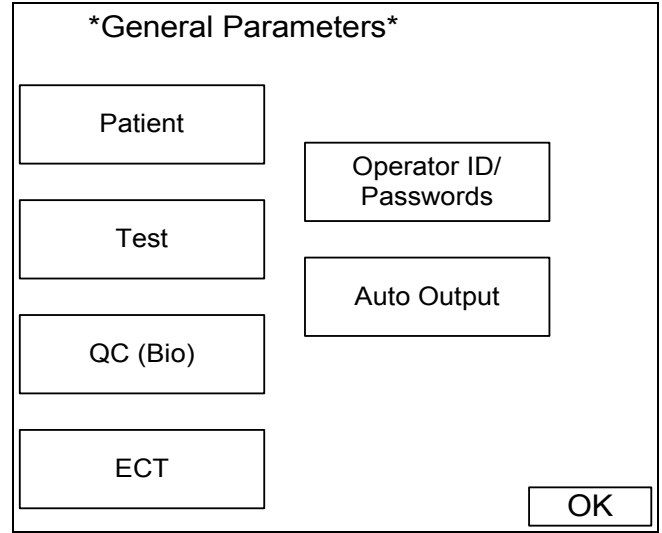 *General Parameters*
Patient
Test
QC (Bio)
ECT
Operator ID/
Passwords
Auto Output
OK